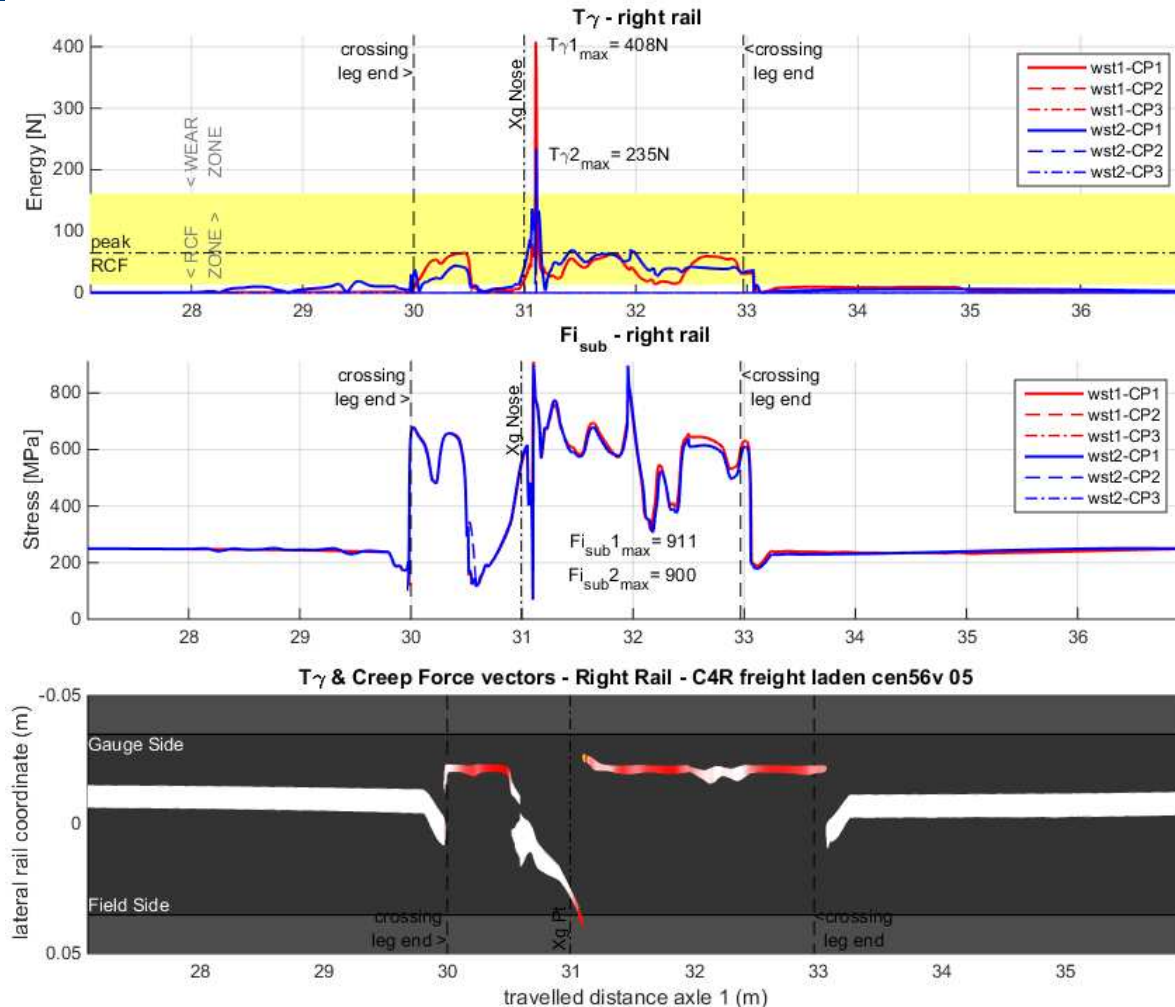 Tγ - right rail
400
300
200
100
0
Energy [N]
crossing
leg end >
Xg Nose
Tγ1max= 408N
Tγ2max= 235N
<crossing
leg end
< WEAR
ZONE
< RCF
ZONE >
peak
RCF
wst1-CP1
wst1-CP2
wst1-CP3
wst2-CP1
wst2-CP2
wst2-CP3
28 29 30 31 32 33 34 35 36
Fisub - right rail
800
600
400
200
0
Stress [MPa]
crossing
leg end >
Xg Nose
<crossing
leg end
Fisub1max= 911
Fisub2max= 900
wst1-CP1
wst1-CP2
wst1-CP3
wst2-CP1
wst2-CP2
wst2-CP3
28 29 30 31 32 33 34 35 36
Tγ & Creep Force vectors - Right Rail - C4R freight laden cen56v 05
-0.05
0
0.05
lateral rail coordinate (m)
Gauge Side
Field Side
crossing
leg end >
Xg Pt
<crossing
leg end
28 29 30 31 32 33 34 35
travelled distance axle 1 (m)